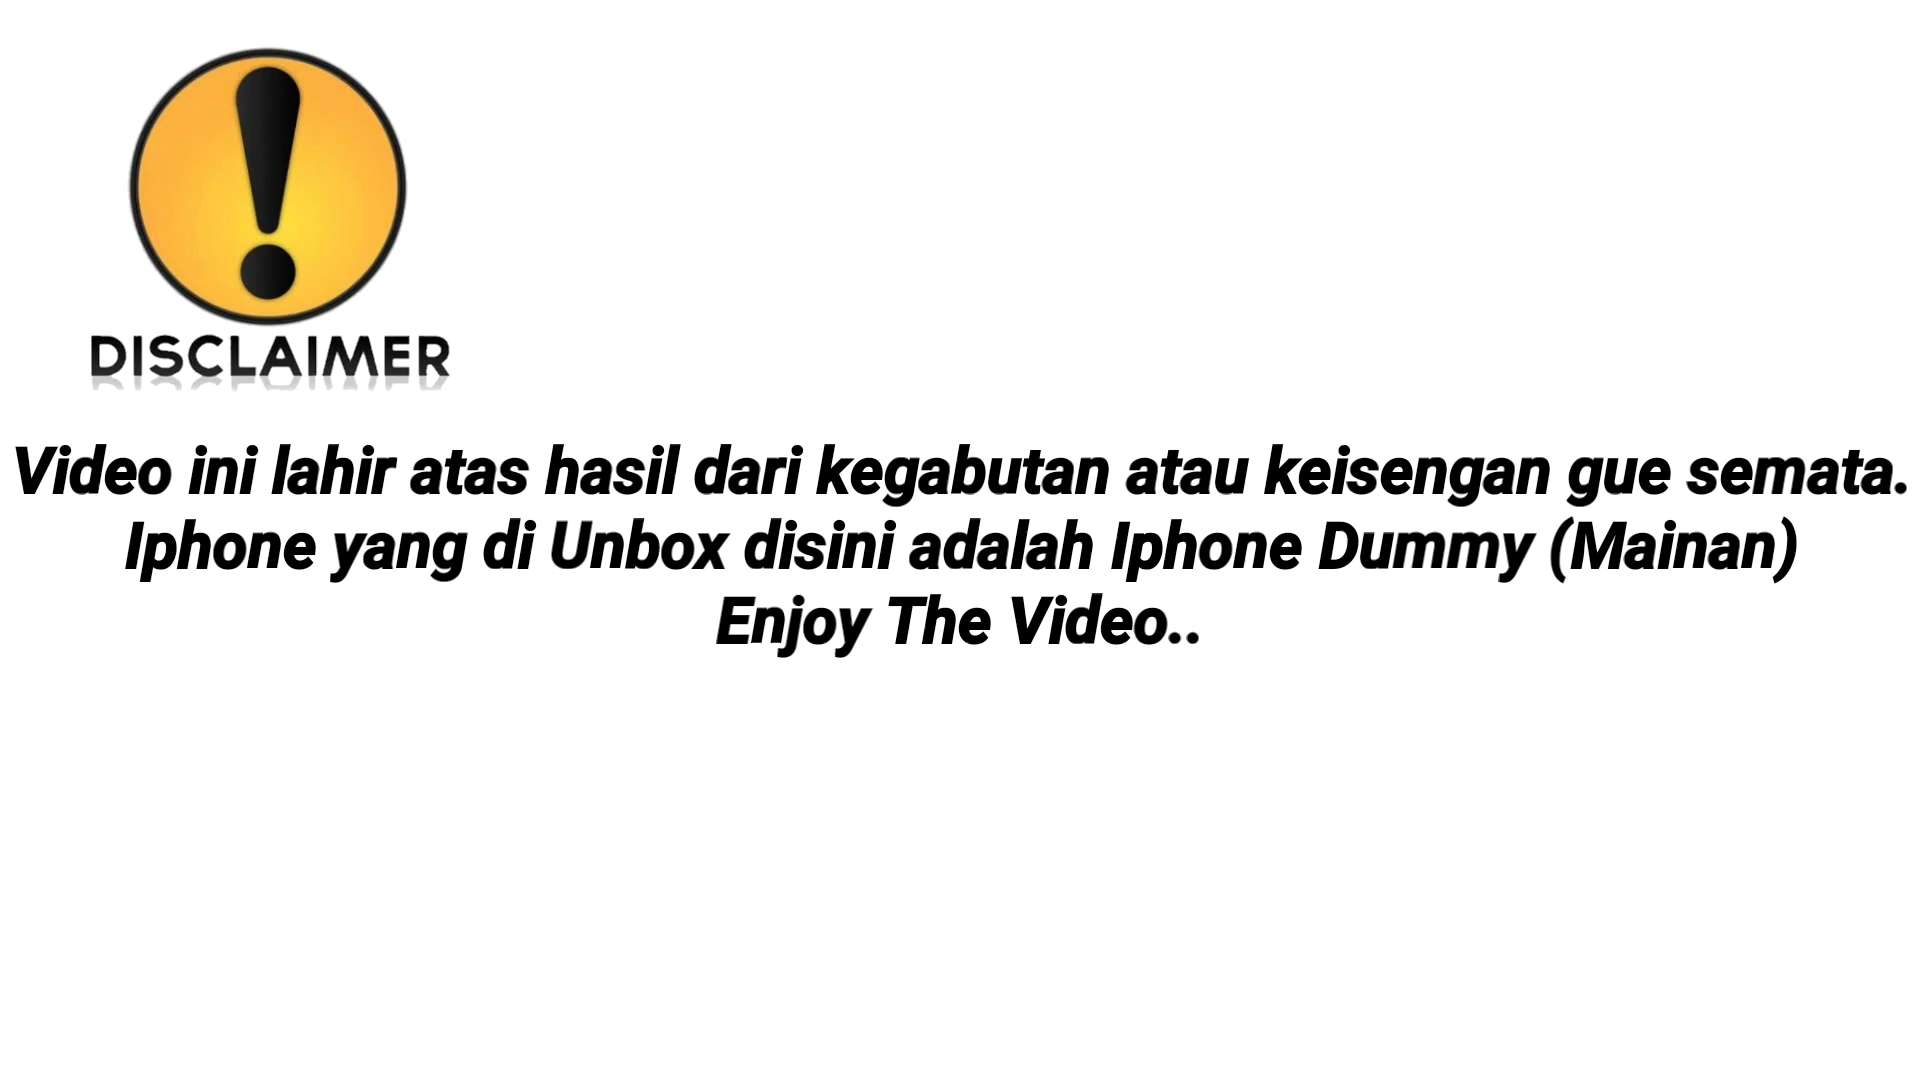 DISCLAIMER
Video ini lahir atas hasil dari kegabutan atau keisengan gue semata.
Iphone yang di Unbox disini adalah Iphone Dummy (Mainan)
Enjoy The Video..